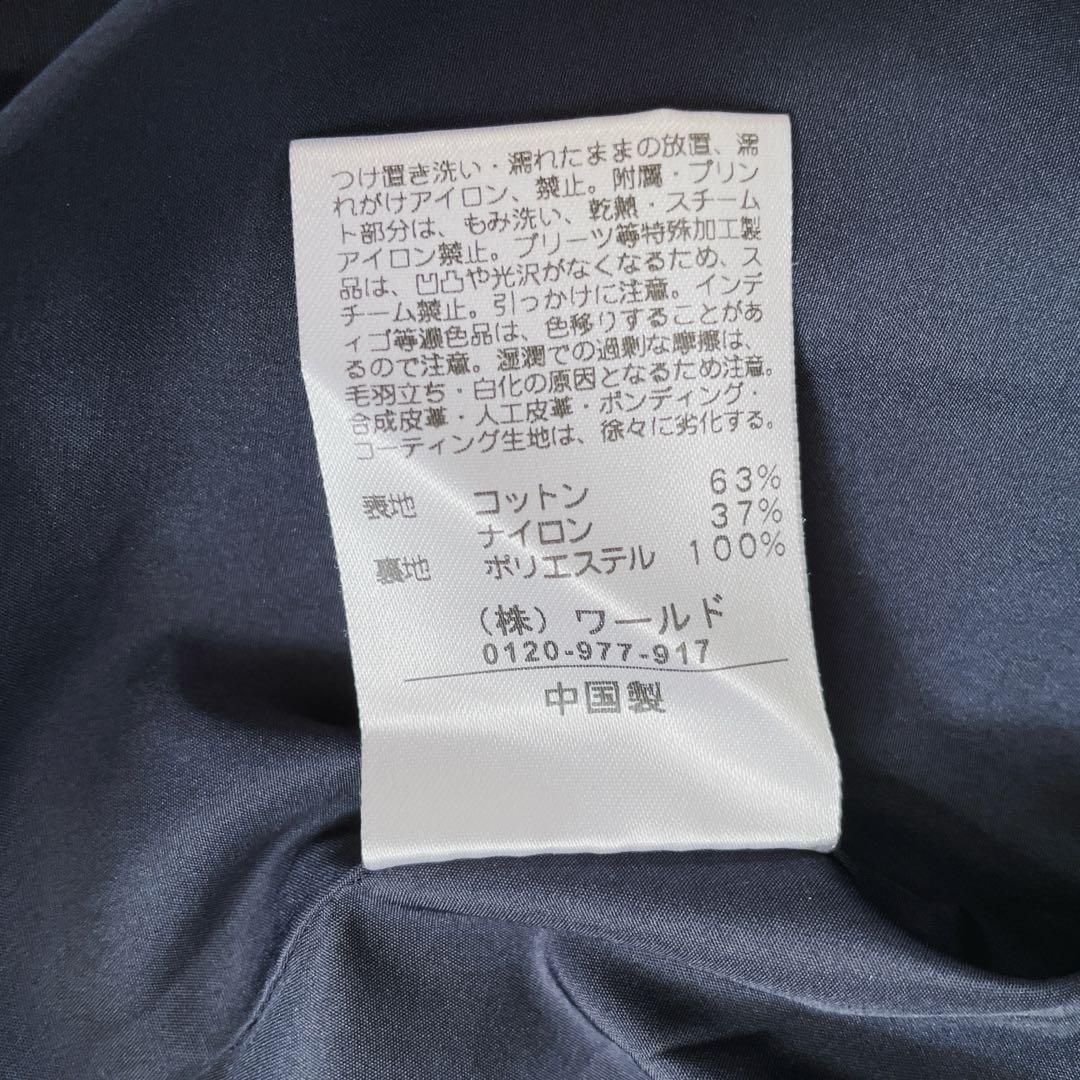 つけ置き洗い・濡れたままの放置、濡
れがけアイロン、禁止。附属・プリン
ト部分は、もみ洗い、乾熱・スチーム
アイロン禁止。プリーツ等特殊加工製
品は、凹凸や光沢がなくなるため、ス
チーム禁止。引っかけに注意。インデ
ィゴ等濃色品は、色移りすることがあ
るので注意。湿潤での過剰な摩擦は、
毛羽立ち・白化の原因となるため注意。
合成皮革・人工皮革・ボンディング・
コーティング生地は、徐々に劣化する。
表地 コットン 63%
ナイロン 37%
裏地 ポリエステル 100%
(株) ワールド
0120-977-917
中国製